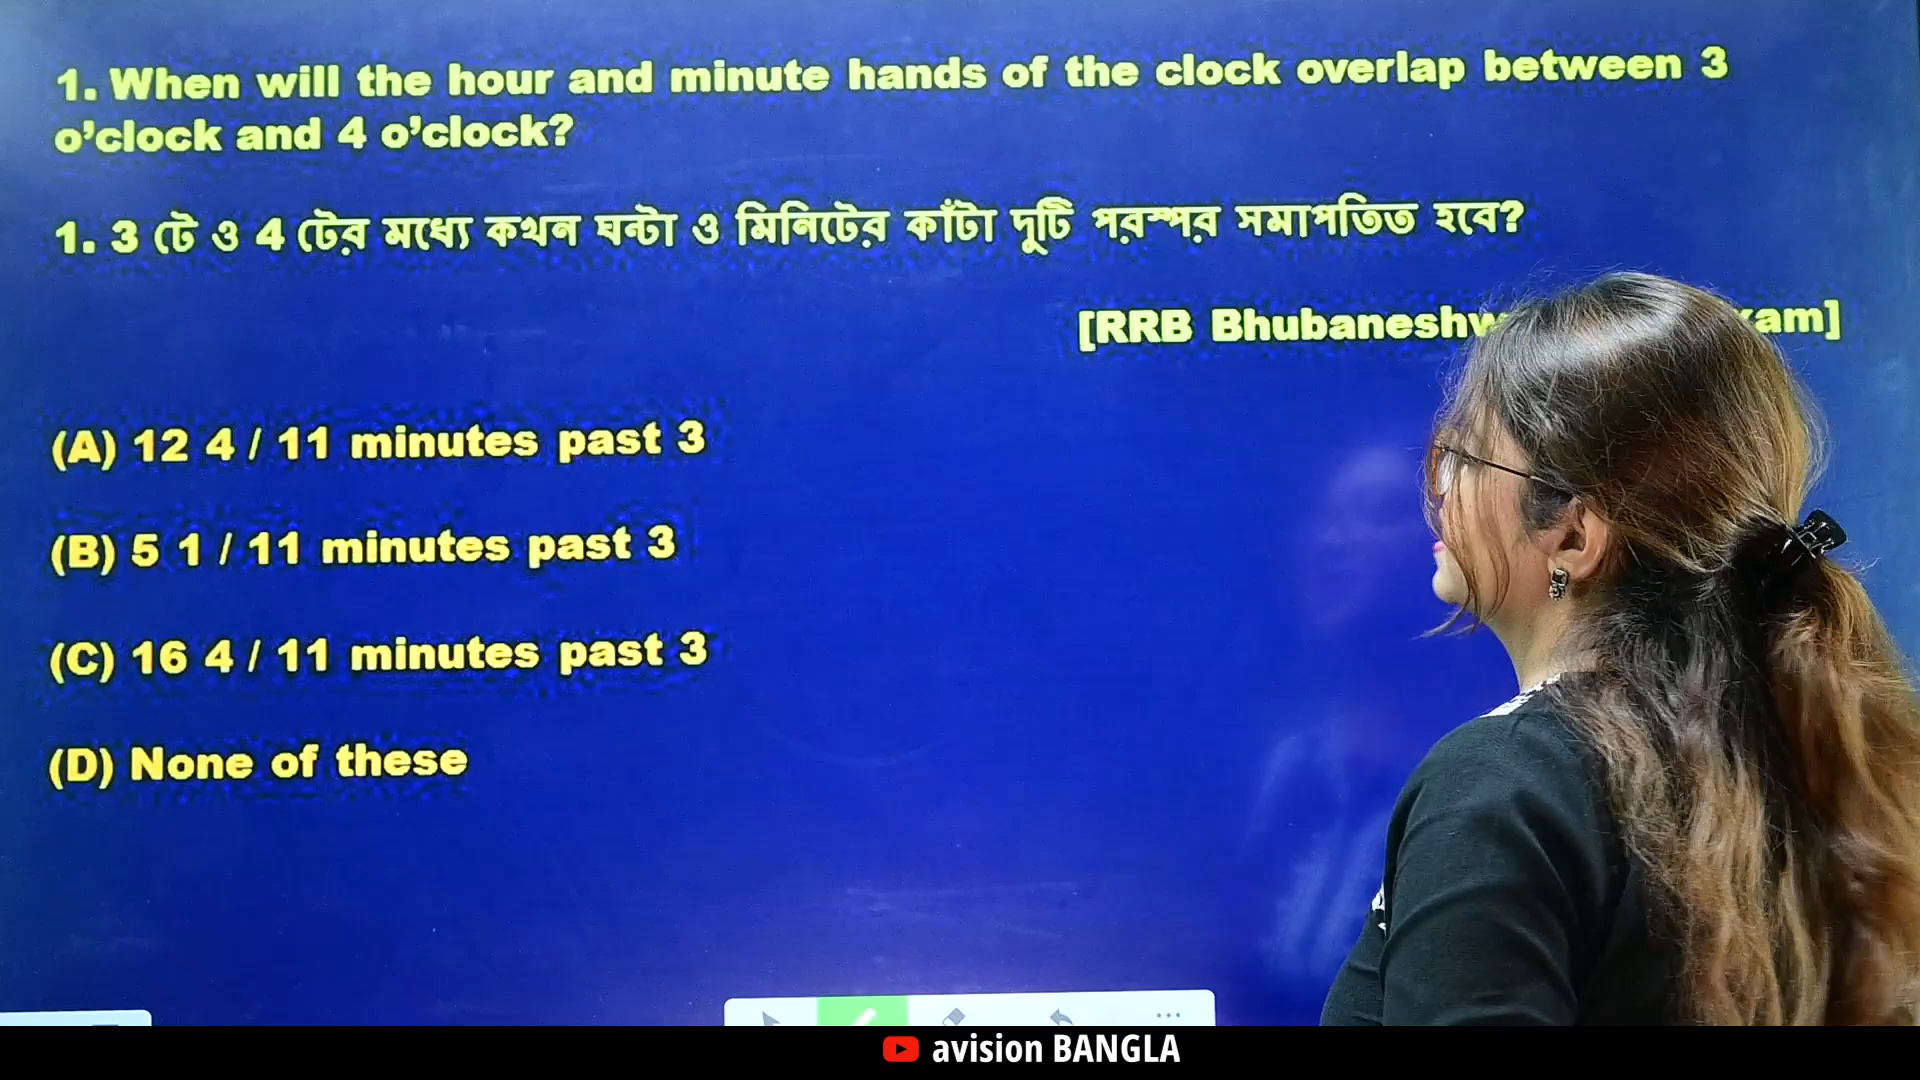 1. When will the hour and minute hands of the clock overlap between 3
o’clock and 4 o’clock?
1. 3 টে ও 4 টের মধ্যে কখন ঘন্টা ও মিনিটের কাঁটা দুটি পরস্পর সমাপতিত হবে?
[RRB
(A) 12 4 / 11 minutes past 3
(B) 5 1 / 11 minutes past 3
(C) 16 4 / 11 minutes past 3
(D) None of these
avision BANGLA